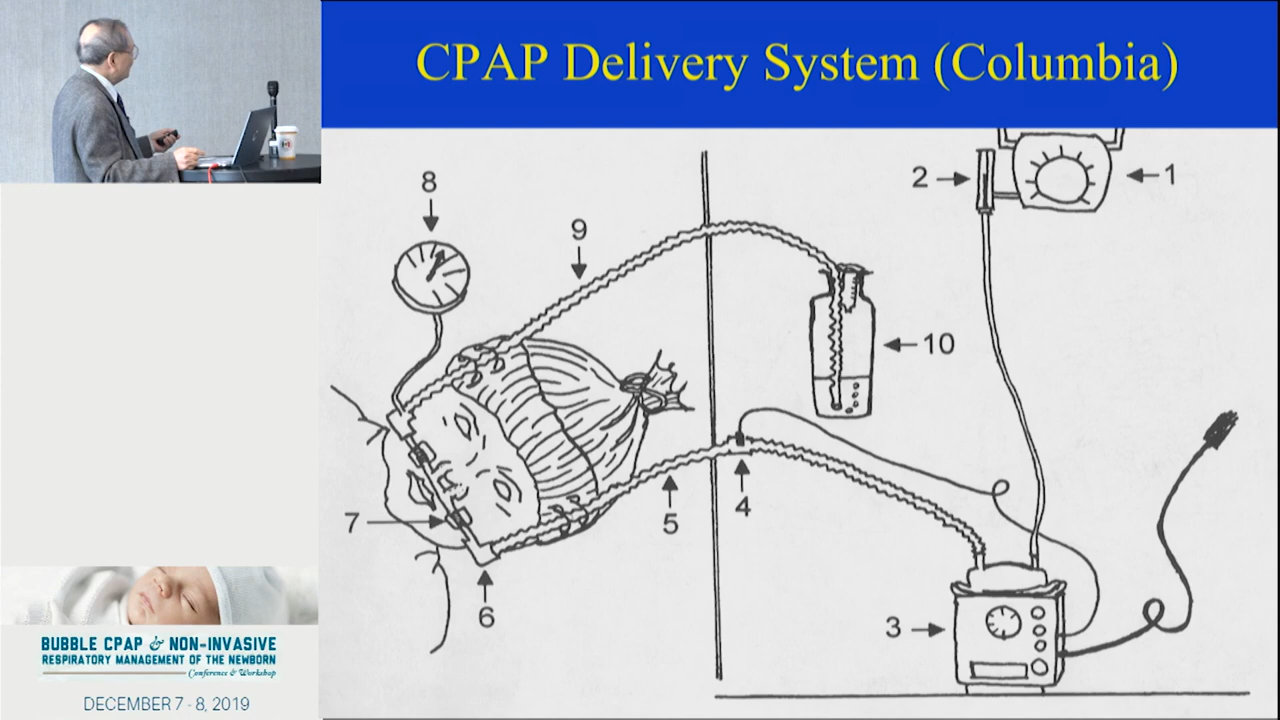 CPAP Delivery System (Columbia)
8
9
2
1
10
7
5
4
6
3
BUBBLE CPAP & NON-INVASIVE
RESPIRATORY MANAGEMENT OF THE NEWBORN
Conference & Workshop
DECEMBER 7 - 8, 2019